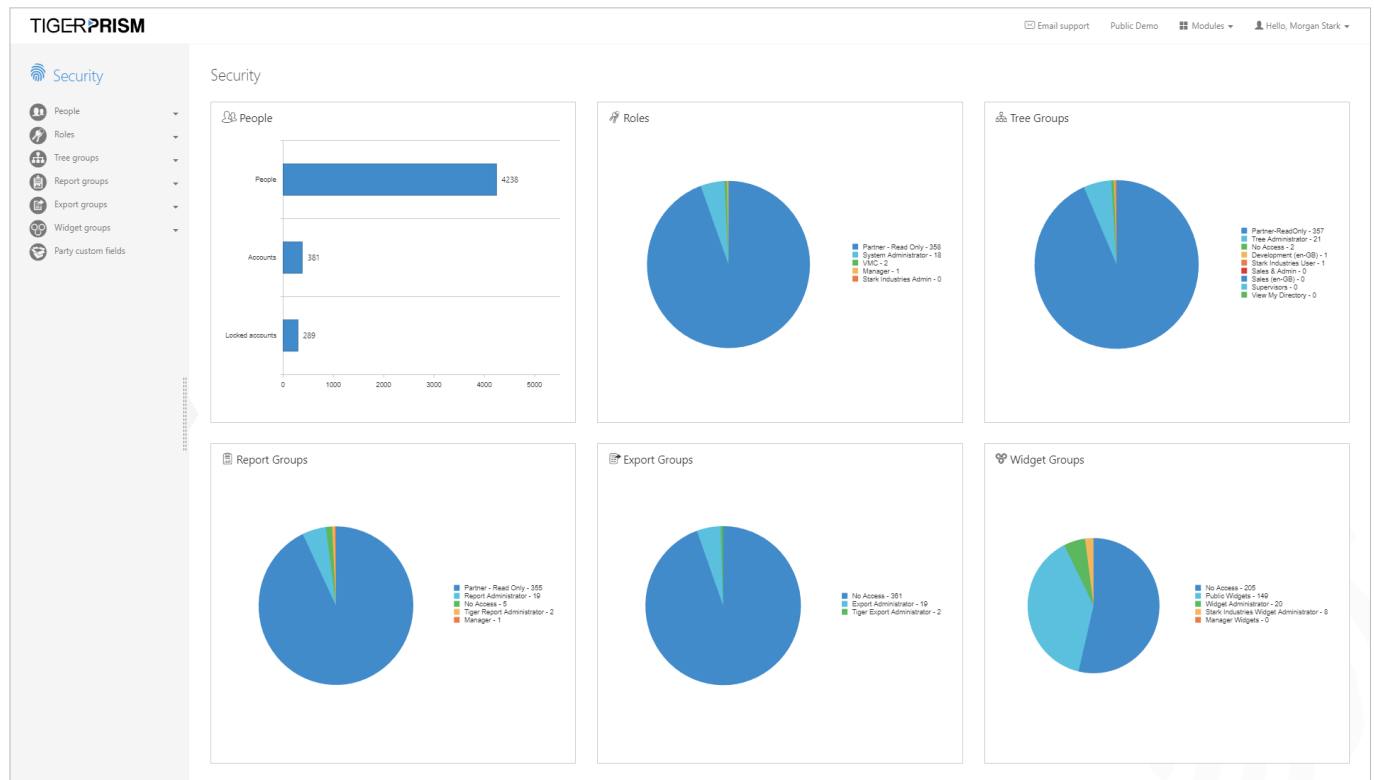 TIGERPRISM
Email support
Public Demo
Modules
Hello, Morgan Stark
Security
People
Roles
Tree groups
Report groups
Export groups
Widget groups
Party custom fields
Security
People
People
4238
Accounts
381
Locked accounts
289
0 1000 2000 3000 4000 5000
Roles
Partner - Read Only - 358
System Administrator - 18
VMC - 2
Manager - 1
Stark Industries Admin - 0
Tree Groups
Partner-ReadOnly - 357
Tree Administrator - 21
No Access - 2
Development (en-GB) - 1
Stark Industries User - 1
Sales & Admin - 0
Sales (en-GB) - 0
Supervisors - 0
View My Directory - 0
Report Groups
Partner - Read Only - 355
Report Administrator - 19
No Access - 5
Tiger Report Administrator - 2
Manager - 1
Export Groups
No Access - 361
Export Administrator - 19
Tiger Export Administrator - 2
Widget Groups
No Access - 205
Public Widgets - 149
Widget Administrator - 20
Stark Industries Widget Administrator - 8
Manager Widgets - 0